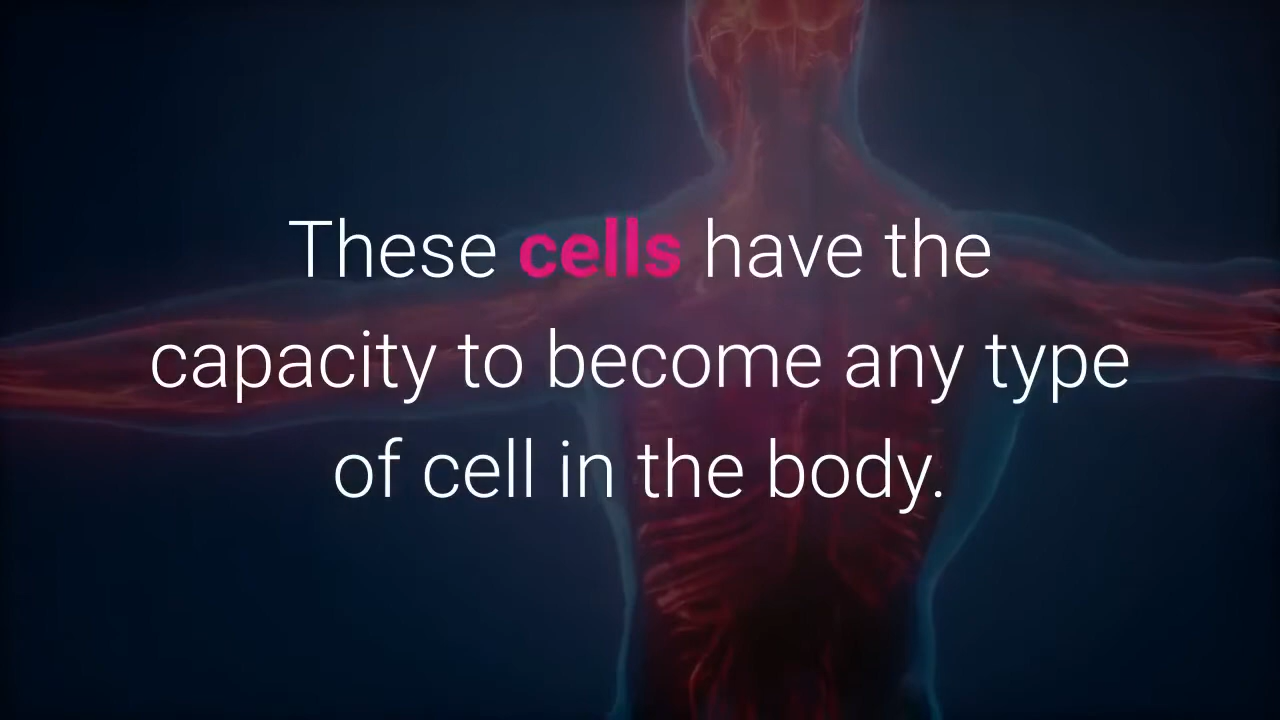 These cells have the
capacity to become any type
of cell in the body.